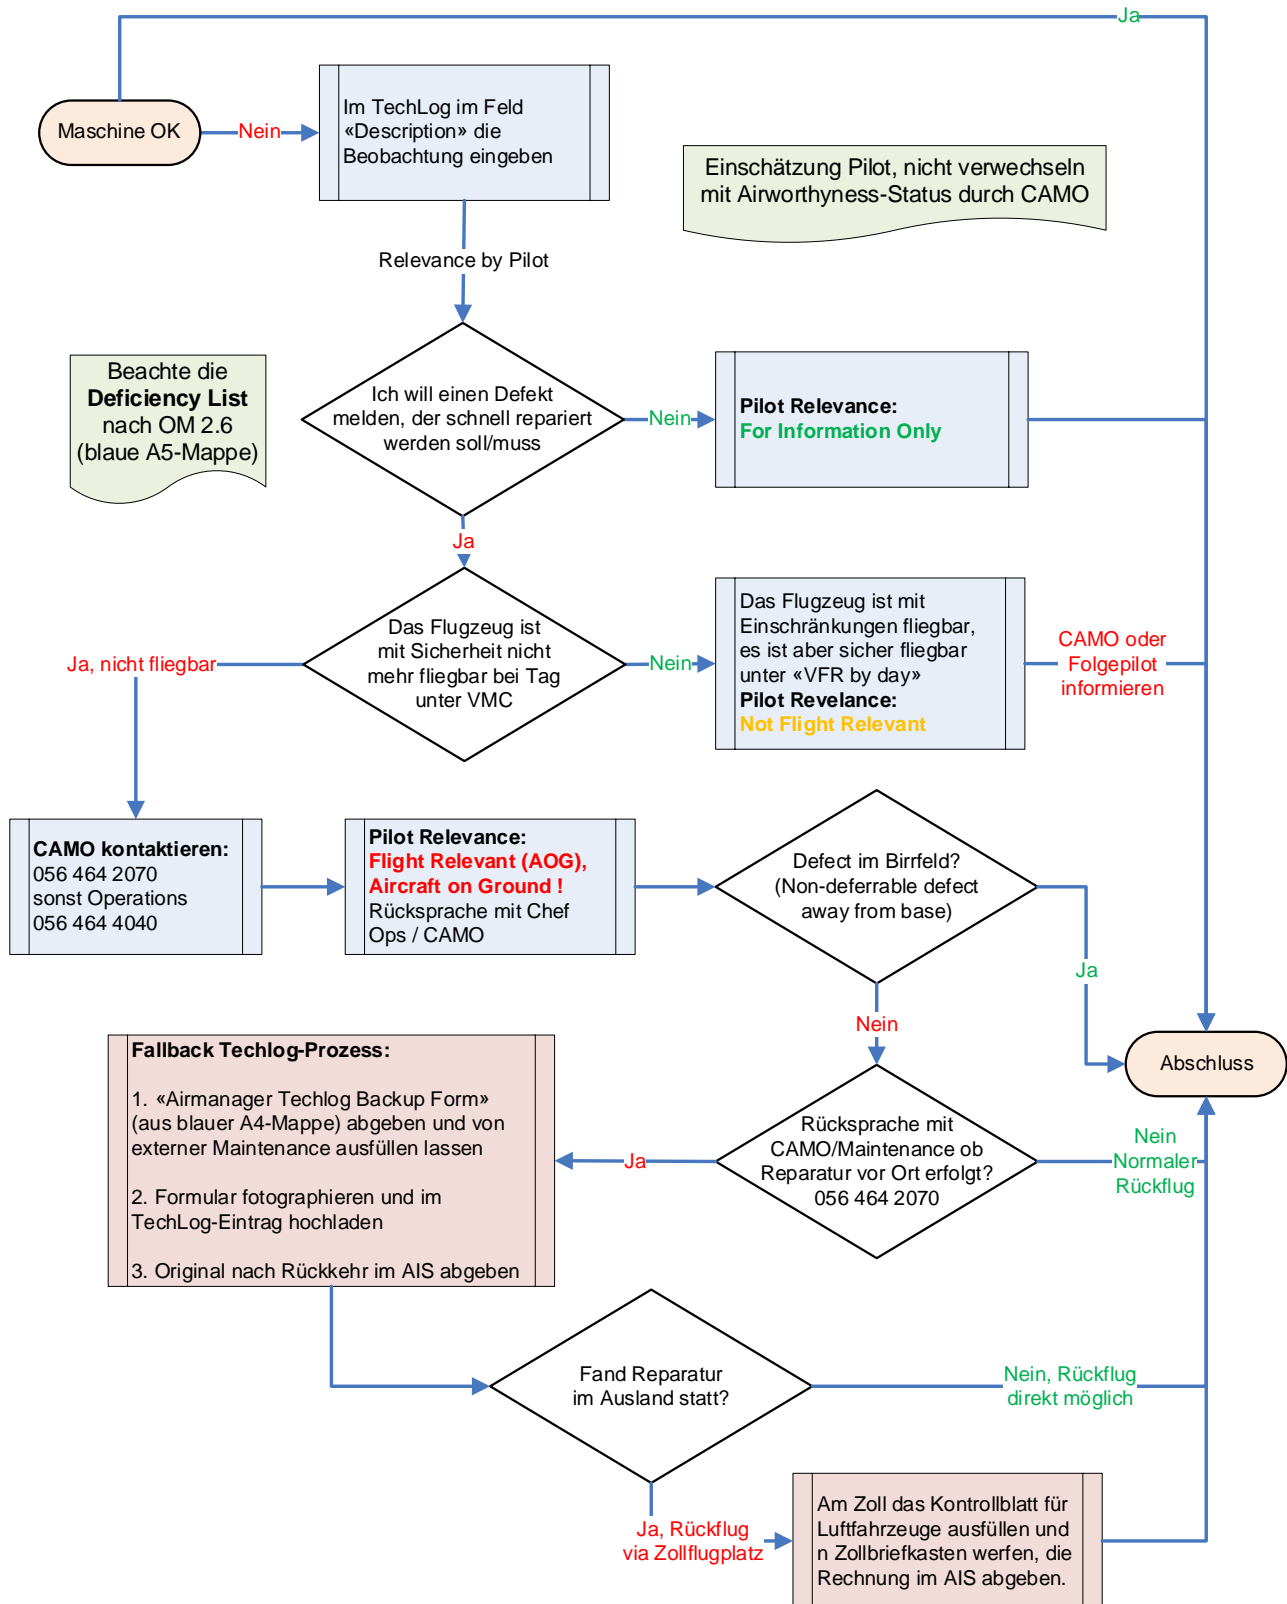 Ja
Maschine OK
Nein
Im TechLog im Feld
«Description» die
Beobachtung eingeben
Einschätzung Pilot, nicht verwechseln
mit Airworthyness-Status durch CAMO
Relevance by Pilot
Beachte die
Deficiency List
nach OM 2.6
(blaue A5-Mappe)
Ich will einen Defekt
melden, der schnell repariert
werden soll/muss
Nein
Pilot Relevance:
For Information Only
Ja
Das Flugzeug ist
mit Sicherheit nicht
mehr fliegbar bei Tag
unter VMC
Ja, nicht fliegbar
Nein
Das Flugzeug ist mit
Einschränkungen fliegbar,
es ist aber sicher fliegbar
unter «VFR by day»
Pilot Revelance:
Not Flight Relevant
CAMO oder
Folgepilot
informieren
CAMO kontaktieren:
056 464 2070
sonst Operations
056 464 4040
Pilot Relevance:
Flight Relevant (AOG),
Aircraft on Ground !
Rücksprache mit Chef
Ops / CAMO
Defect im Birrfeld?
(Non-deferrable defect
away from base)
Ja
Nein
Abschluss
Fallback Techlog-Prozess:
1. «Airmanager Techlog Backup Form»
(aus blauer A4-Mappe) abgeben und von
externer Maintenance ausfüllen lassen
2. Formular fotographieren und im
TechLog-Eintrag hochladen
3. Original nach Rückkehr im AIS abgeben
Ja
Rücksprache mit
CAMO/Maintenance ob
Reparatur vor Ort erfolgt?
056 464 2070
Nein
Normaler
Rückflug
Fand Reparatur
im Ausland statt?
Nein, Rückflug
direkt möglich
Ja, Rückflug
via Zollflugplatz
Am Zoll das Kontrollblatt für
Luftfahrzeuge ausfüllen und
n Zollbriefkasten werfen, die
Rechnung im AIS abgeben.